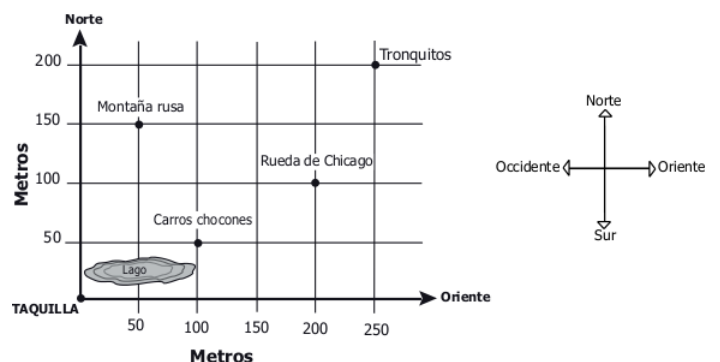 Norte
200
Tronquitos
Montaña rusa
150
Norte
Metros
Rueda de Chicago
Occidente
Oriente
100
Carros chocones
50
Sur
Lago
TAQUILLA
Oriente
50 100 150 200 250
Metros